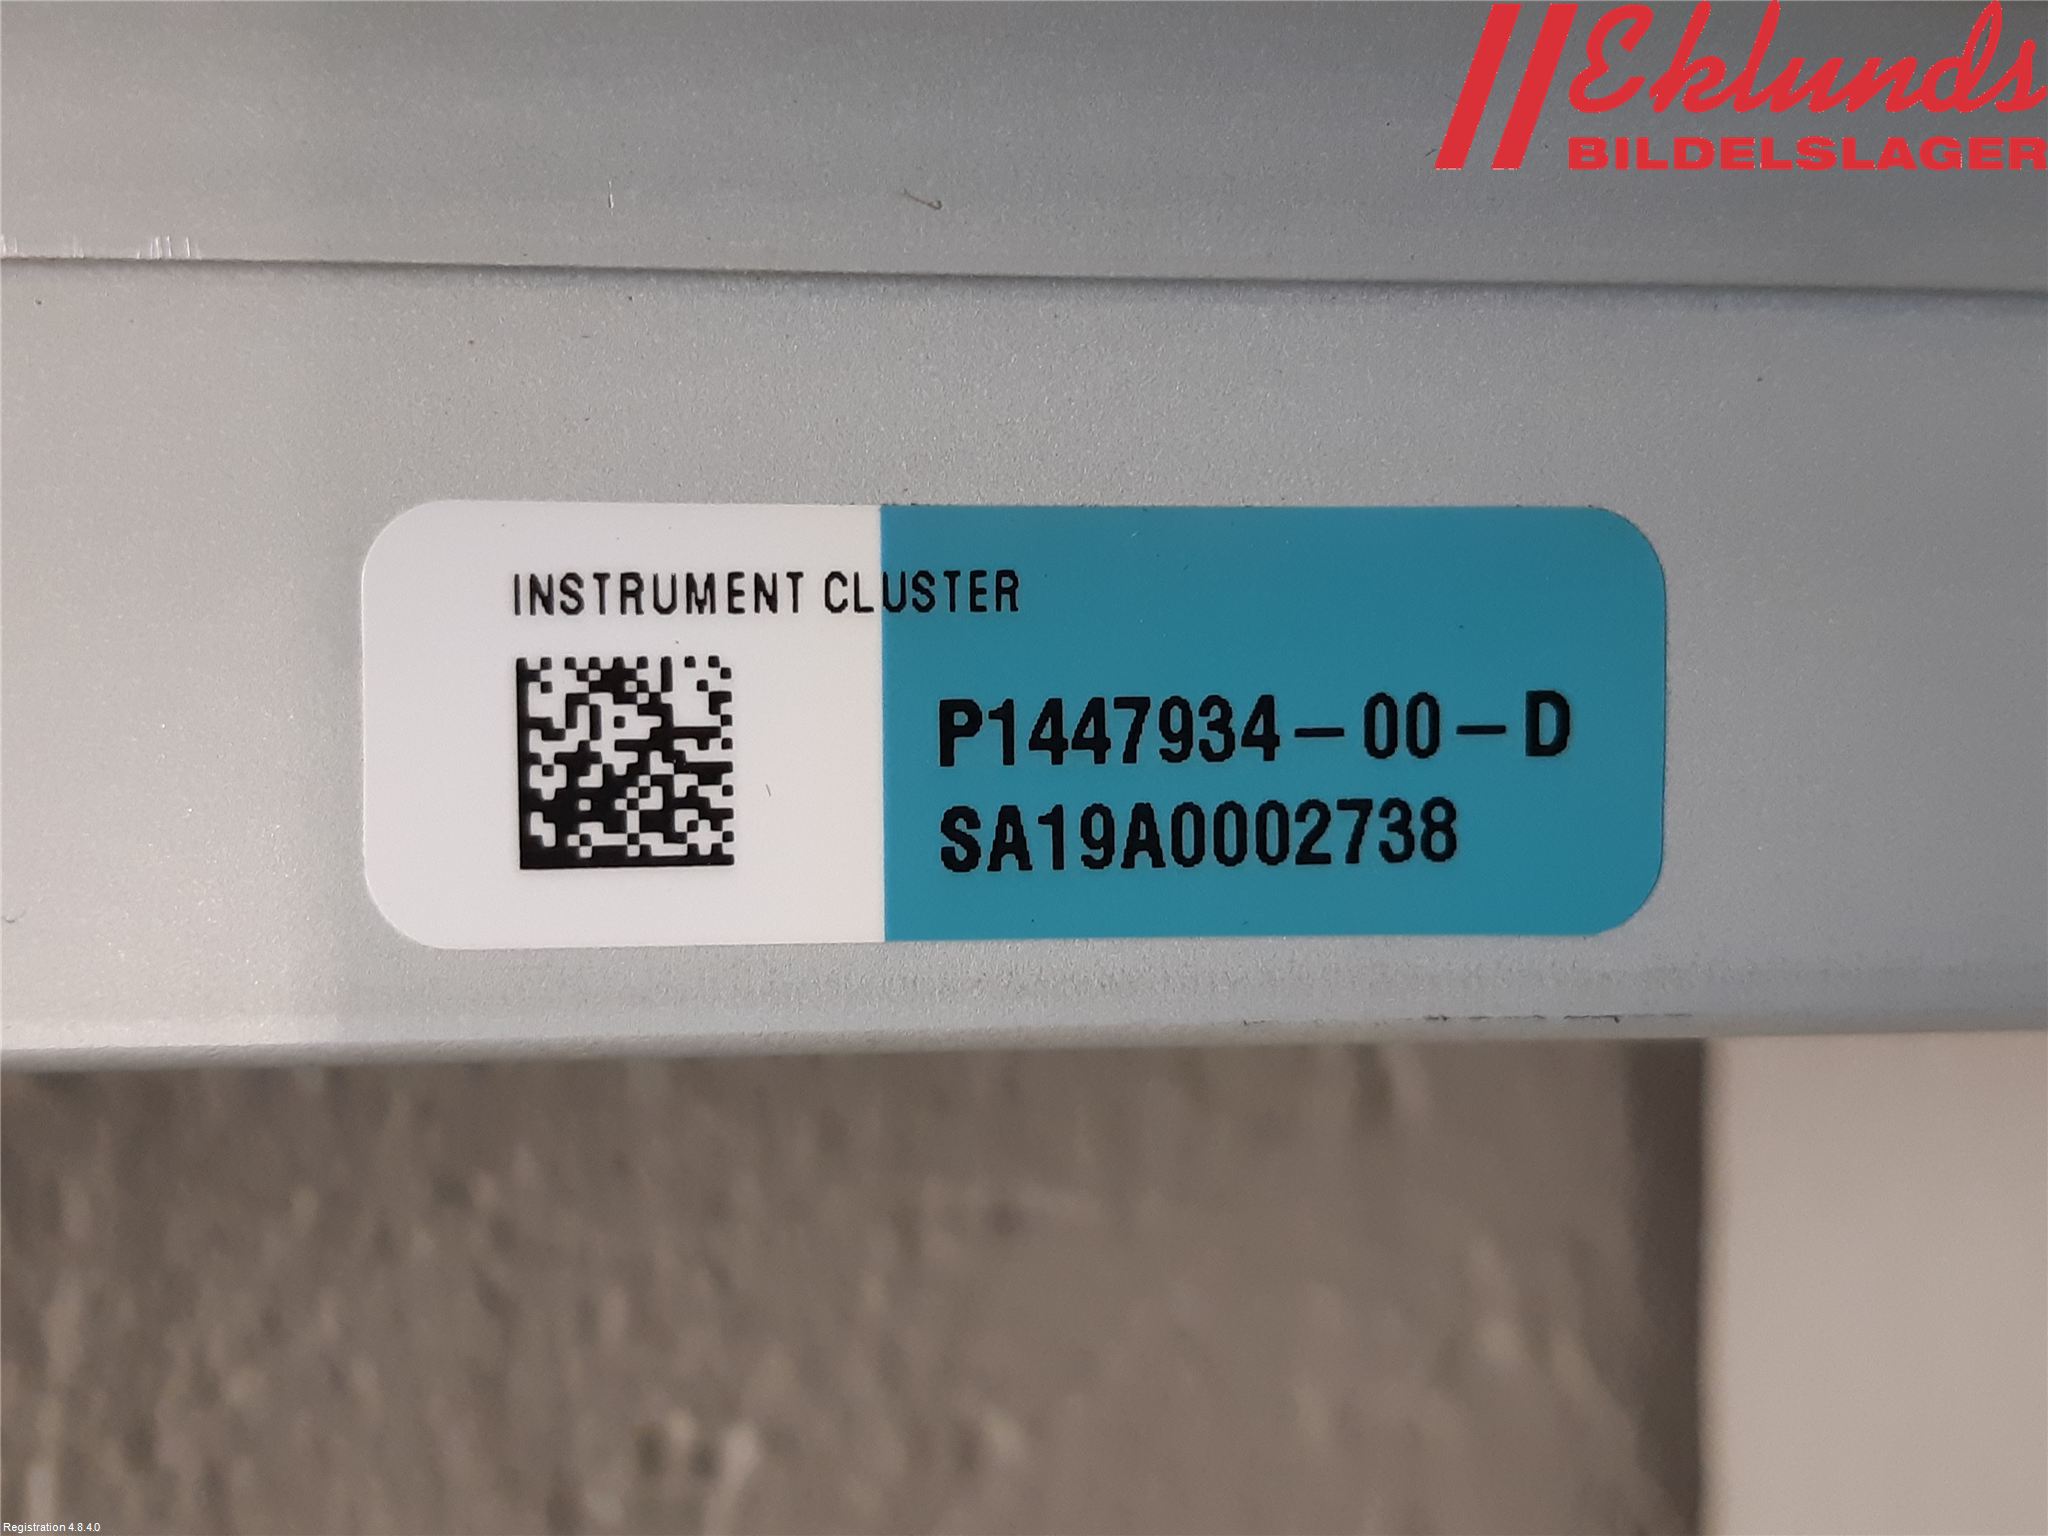 Eklunds
BILDELSLAGER
INSTRUMENT CLUSTER
P1447934-00-D
SA19A0002738
Registration 4.8.4.0